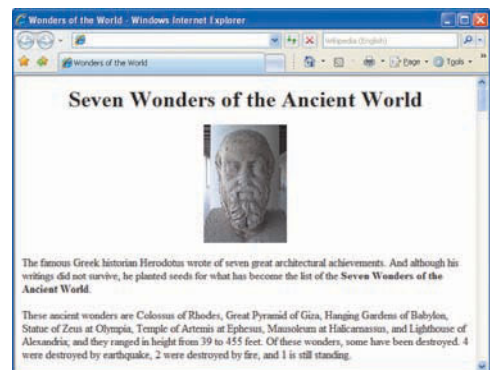 Wonders of the World - Windows Internet Explorer
Wikipedia (English)
Wonders of the World
Page Tools
Seven Wonders of the Ancient World
The famous Greek historian Herodotus wrote of seven great architectural achievements. And although his
writings did not survive, he planted seeds for what has become the list of the Seven Wonders of the
Ancient World.
These ancient wonders are Colossus of Rhodes, Great Pyramid of Giza, Hanging Gardens of Babylon,
Statue of Zeus at Olympia, Temple of Artemis at Ephesus, Mausoleum at Halicarnassus, and Lighthouse of
Alexandria; and they ranged in height from 39 to 455 feet. Of these wonders, some have been destroyed. 4
were destroyed by earthquake, 2 were destroyed by fire, and 1 is still standing.